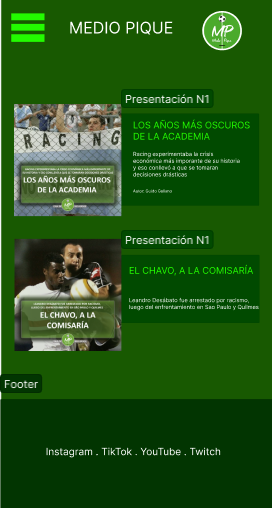 MEDIO PIQUE
MP
Medio Pique
Presentación N1
RACING
LOS AÑOS MÁS OSCUROS
DE LA ACADEMIA
LOS AÑOS MÁS OSCUROS
DE LA ACADEMIA
Racing experimentaba la crisis
económica más importante de su historia
y eso conllevó a que se tomaran
decisiones drásticas
Autor: Guido Gallano
Presentación N1
EL CHAVO, A LA
COMISARÍA
EL CHAVO, A LA COMISARÍA
Leandro Desábato fue arrestado por racismo,
luego del enfrentamiento en Sao Paulo y Quilmes
Footer
Instagram . TikTok . YouTube . Twitch